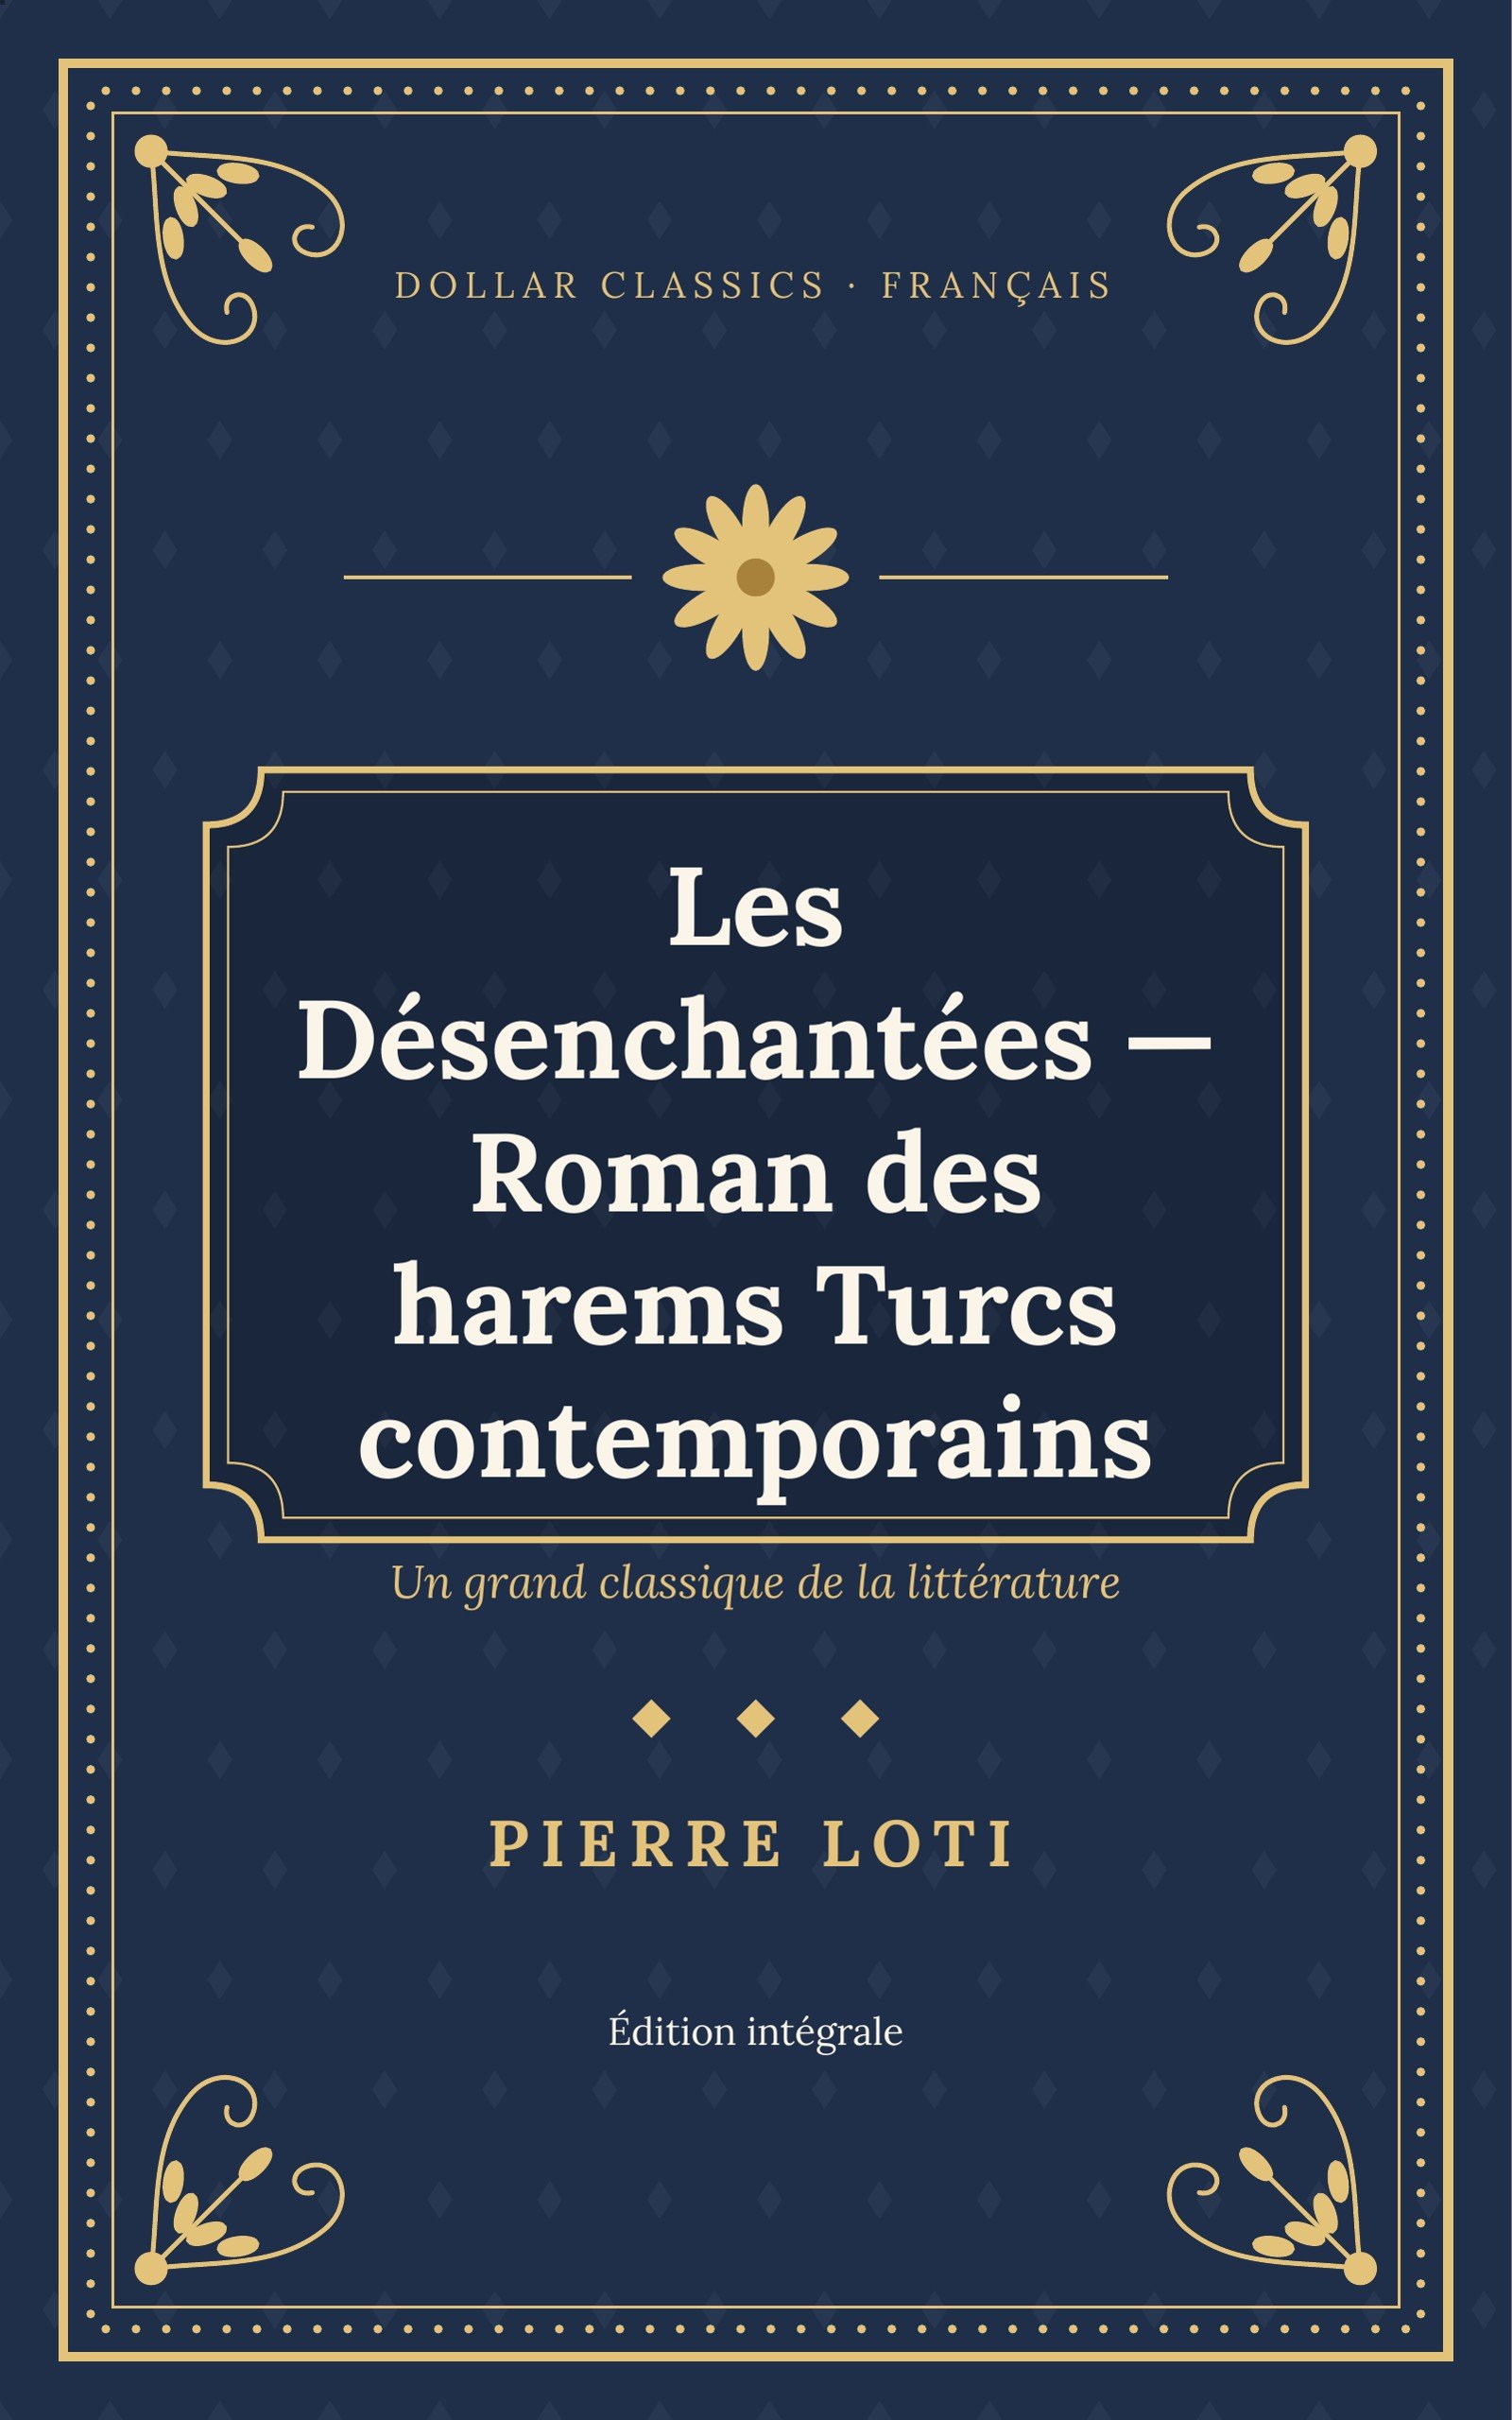 DOLLAR CLASSICS · FRANÇAIS
Les
Désenchantées —
Roman des
harems Turcs
contemporains
Un grand classique de la littérature
PIERRE LOTI
Édition intégrale